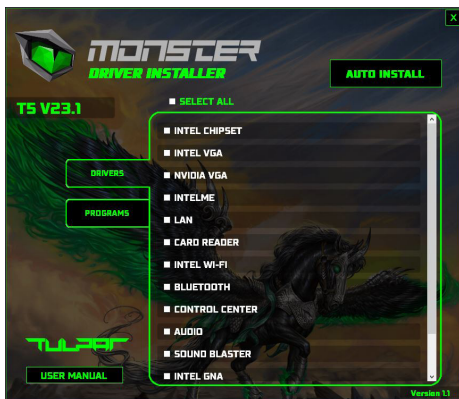 X
MONSTER
DRIVER INSTALLER
AUTO INSTALL
T5 V23.1
SELECT ALL
DRIVERS
PROGRAMS
INTEL CHIPSET
INTEL VGA
NVIDIA VGA
INTELME
LAN
CARD READER
INTEL WI-FI
BLUETOOTH
CONTROL CENTER
AUDIO
SOUND BLASTER
INTEL GNA
TULPAR
USER MANUAL
Version 1.1